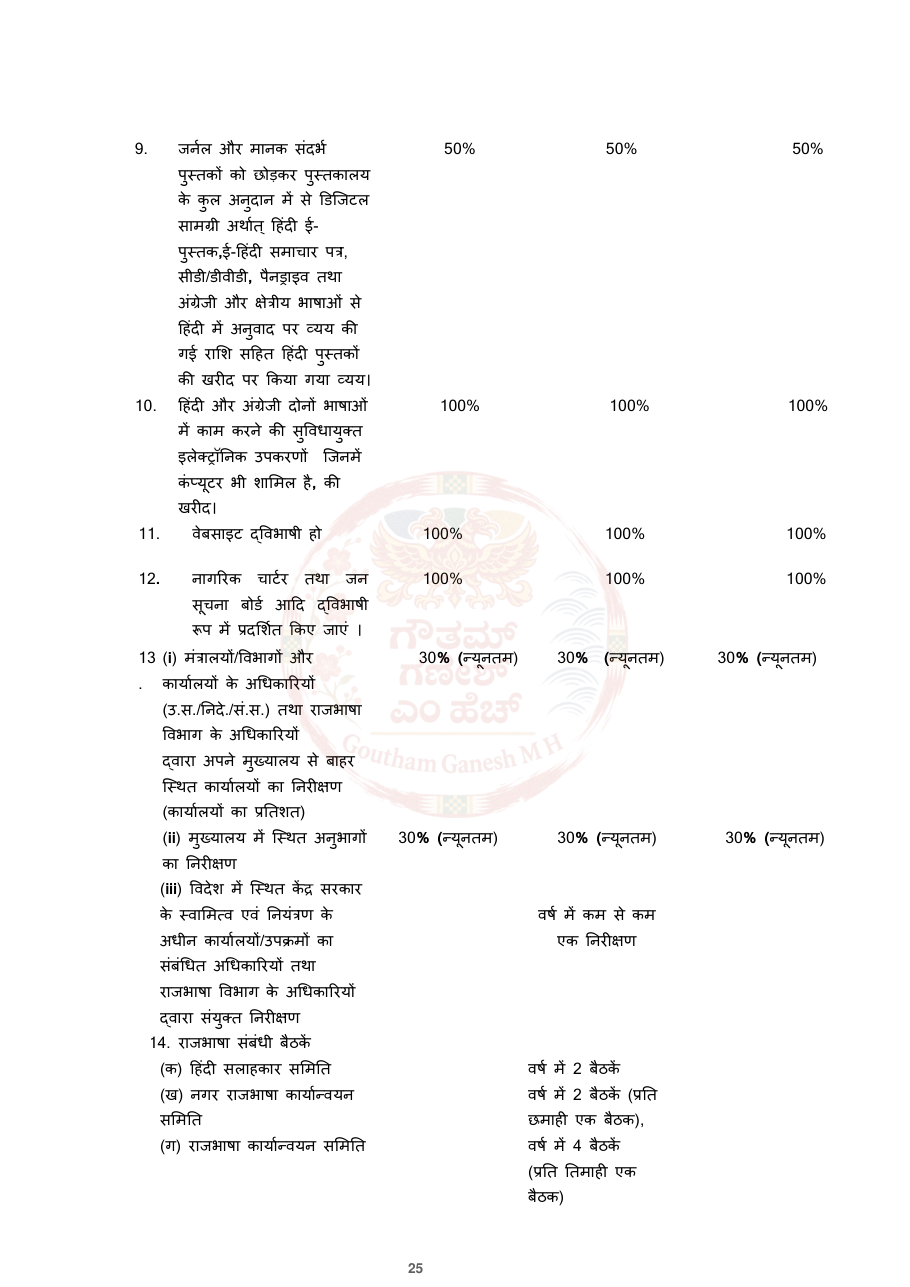 9. जर्नल और मानक संदर्भ 50% 50% 50%
पुस्तकों को छोड़कर पुस्तकालय
के कुल अनुदान में से डिजिटल
सामग्री अर्थात् हिंदी ई-
पुस्तक,ई-हिंदी समाचार पत्र,
सीडी/डीवीडी, पैनड्राइव तथा
अंग्रेजी और क्षेत्रीय भाषाओं से
हिंदी में अनुवाद पर व्यय की
गई राशि सहित हिंदी पुस्तकों
की खरीद पर किया गया व्यय।
10. हिंदी और अंग्रेजी दोनों भाषाओं 100% 100% 100%
में काम करने की सुविधायुक्त
इलेक्ट्रॉनिक उपकरणों जिनमें
कंप्यूटर भी शामिल है, की
खरीद।
11. वेबसाइट द्विभाषी हो 100% 100% 100%
12. नागरिक चार्टर तथा जन 100% 100% 100%
सूचना बोर्ड आदि द्विभाषी
रूप में प्रदर्शित किए जाएं ।
13 (i) मंत्रालयों/विभागों और 30% (न्यूनतम) 30% (न्यूनतम) 30% (न्यूनतम)
. कार्यालयों के अधिकारियों
(उ.स./निदे./सं.स.) तथा राजभाषा
विभाग के अधिकारियों
द्वारा अपने मुख्यालय से बाहर
स्थित कार्यालयों का निरीक्षण
(कार्यालयों का प्रतिशत)
(ii) मुख्यालय में स्थित अनुभागों 30% (न्यूनतम) 30% (न्यूनतम) 30% (न्यूनतम)
का निरीक्षण
(iii) विदेश में स्थित केंद्र सरकार
के स्वामित्व एवं नियंत्रण के वर्ष में कम से कम
अधीन कार्यालयों/उपक्रमों का एक निरीक्षण
संबंधित अधिकारियों तथा
राजभाषा विभाग के अधिकारियों
द्वारा संयुक्त निरीक्षण
14. राजभाषा संबंधी बैठकें
(क) हिंदी सलाहकार समिति वर्ष में 2 बैठकें
(ख) नगर राजभाषा कार्यान्वयन वर्ष में 2 बैठकें (प्रति
समिति छमाही एक बैठक),
(ग) राजभाषा कार्यान्वयन समिति वर्ष में 4 बैठकें
(प्रति तिमाही एक
बैठक)
ಗೌತಮ್
ಗಣೇಶ್
ಎಂ ಹೆಚ್
Goutham Ganesh M H
25